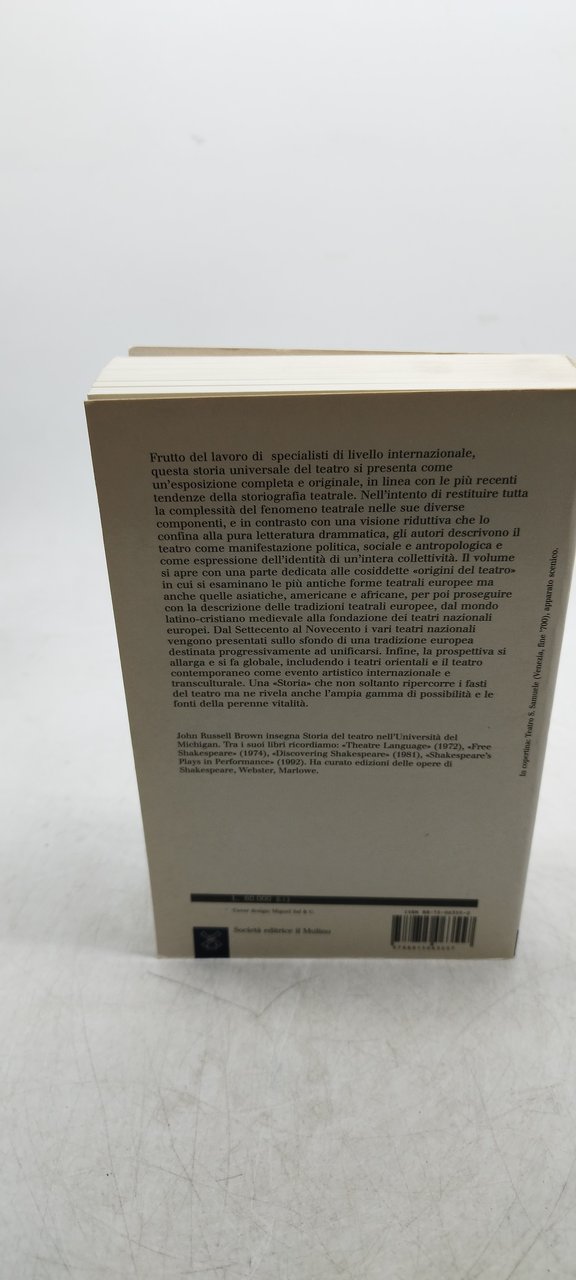 Frutto del lavoro di specialisti di livello internazionale,
questa storia universale del teatro si presenta come
un'esposizione completa e originale, in linea con le più recenti
tendenze della storiografia teatrale. Nell'intento di restituire tutta
la complessità del fenomeno teatrale nelle sue diverse
componenti, e in contrasto con una visione riduttiva che lo
confina alla pura letteratura drammatica, gli autori descrivono il
teatro come manifestazione politica, sociale e antropologica e
come espressione dell'identità di un'intera collettività. Il volume
si apre con una parte dedicata alle cosiddette «origini del teatro»
in cui si esaminano le più antiche forme teatrali europee ma
anche quelle asiatiche, americane e africane, per poi proseguire
con la descrizione delle tradizioni teatrali europee, dal mondo
latino-cristiano medievale alla fondazione dei teatri nazionali
europei. Dal Settecento al Novecento i vari teatri nazionali
vengono presentati sullo sfondo di una tradizione europea
destinata progressivamente ad unificarsi. Infine, la prospettiva si
allarga e si fa globale, includendo i teatri orientali e il teatro
contemporaneo come evento artistico internazionale e
transculturale. Una «Storia» che non soltanto ripercorre i fasti
del teatro ma ne rivela anche l'ampia gamma di possibilità e le
fonti della perenne vitalità.
John Russell Brown insegna Storia del teatro nell'Università del
Michigan. Tra i suoi libri ricordiamo: «Theatre Language» (1972), «Free
Shakespeare» (1974), «Discovering Shakespeare» (1981), «Shakespeare's
Plays in Performance» (1992). Ha curato edizioni delle opere di
Shakespeare, Webster, Marlowe.
In copertina: Teatro S. Samuele (Venezia, fine '700), apparato scenico.
L. 60.000
Cover design: Miguel Sal & C.
Società editrice il Mulino
ISBN 88-15-06355-2